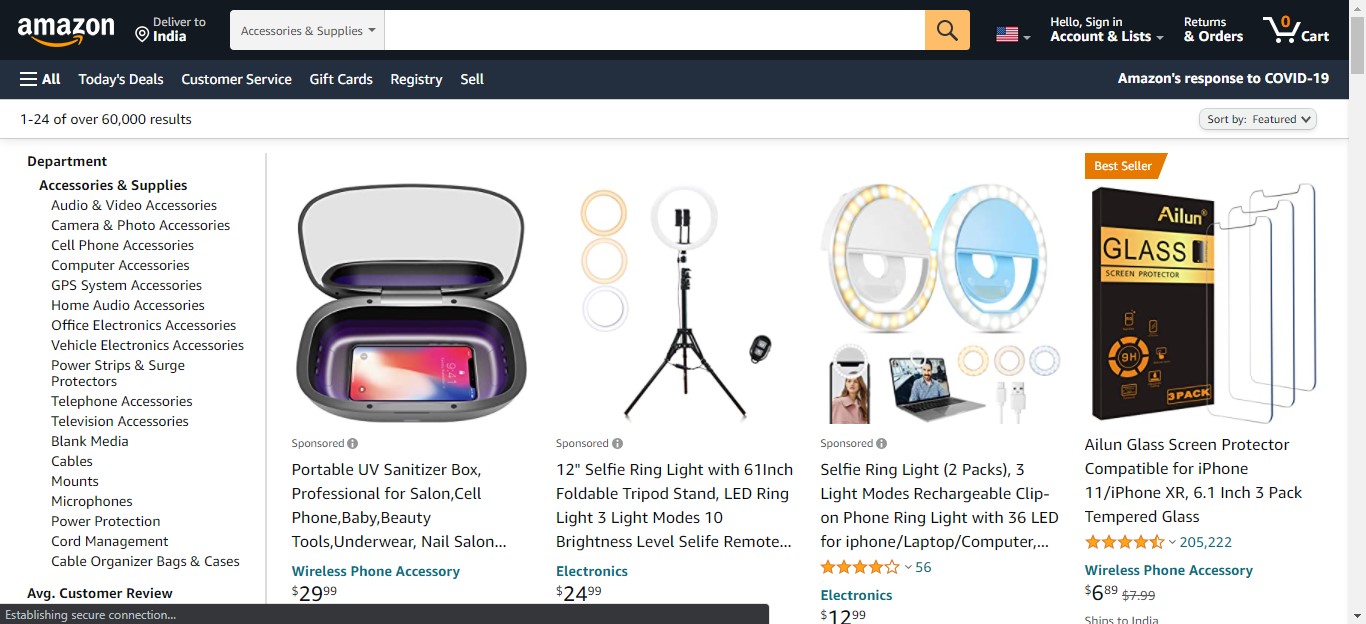 amazon
Deliver to
India
Accessories & Supplies
Hello, Sign in
Account & Lists
Returns
& Orders
0
Cart
All
Today's Deals
Customer Service
Gift Cards
Registry
Sell
Amazon's response to COVID-19
1-24 of over 60,000 results
Sort by: Featured
Department
Accessories & Supplies
Audio & Video Accessories
Camera & Photo Accessories
Cell Phone Accessories
Computer Accessories
GPS System Accessories
Home Audio Accessories
Office Electronics Accessories
Vehicle Electronics Accessories
Power Strips & Surge
Protectors
Telephone Accessories
Television Accessories
Blank Media
Cables
Mounts
Microphones
Power Protection
Cord Management
Cable Organizer Bags & Cases
Avg. Customer Review
9:41
Sponsored
Portable UV Sanitizer Box,
Professional for Salon,Cell
Phone,Baby,Beauty
Tools,Underwear, Nail Salon...
Wireless Phone Accessory
$2999
Sponsored
12" Selfie Ring Light with 61Inch
Foldable Tripod Stand, LED Ring
Light 3 Light Modes 10
Brightness Level Selife Remote...
Electronics
$2499
Sponsored
Selfie Ring Light (2 Packs), 3
Light Modes Rechargeable Clip-
on Phone Ring Light with 36 LED
for iphone/Laptop/Computer,...
56
Electronics
$1299
Best Seller
Ailun®
GLASS
SCREEN PROTECTOR
9H
3PACK
Ailun Glass Screen Protector
Compatible for iPhone
11/iPhone XR, 6.1 Inch 3 Pack
Tempered Glass
205,222
Wireless Phone Accessory
$689 $7.99
Ships to India
Establishing secure connection...